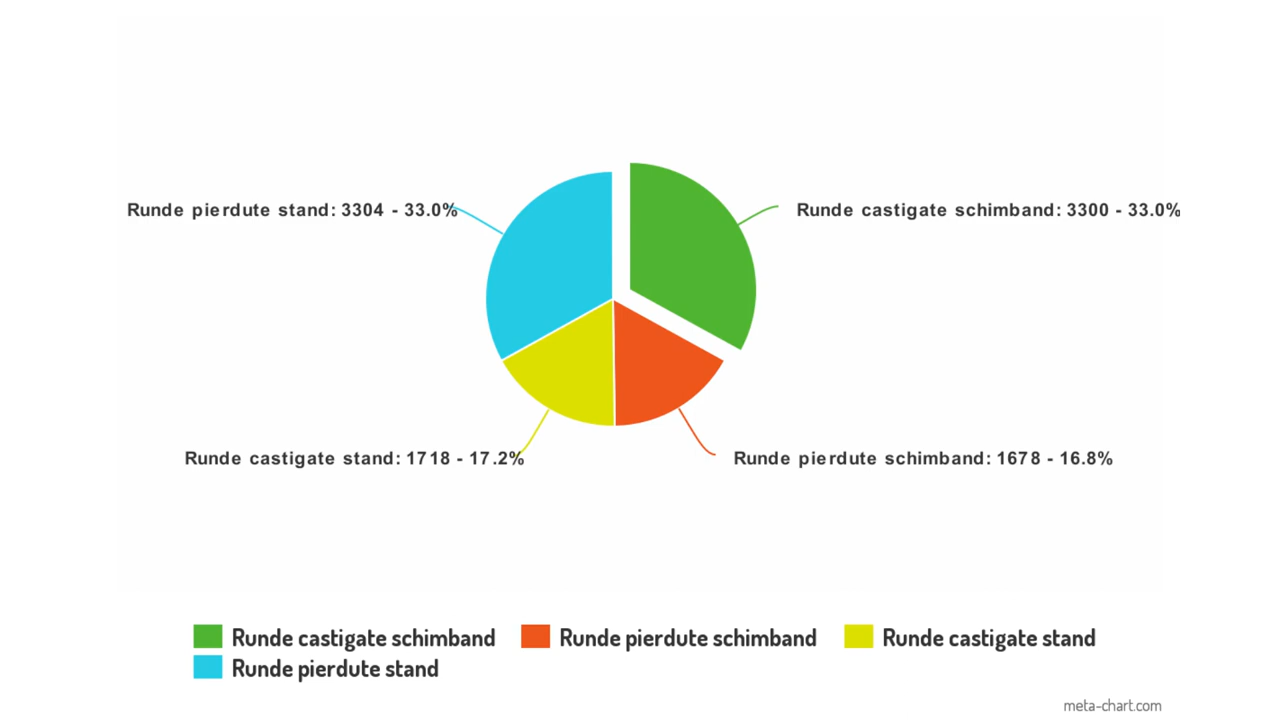 Runde pierdute stand: 3304 - 33.0%
Runde castigate schimband: 3300 - 33.0%
Runde castigate stand: 1718 - 17.2%
Runde pierdute schimband: 1678 - 16.8%
Runde castigate schimband
Runde pierdute schimband
Runde castigate stand
Runde pierdute stand
meta-chart.com